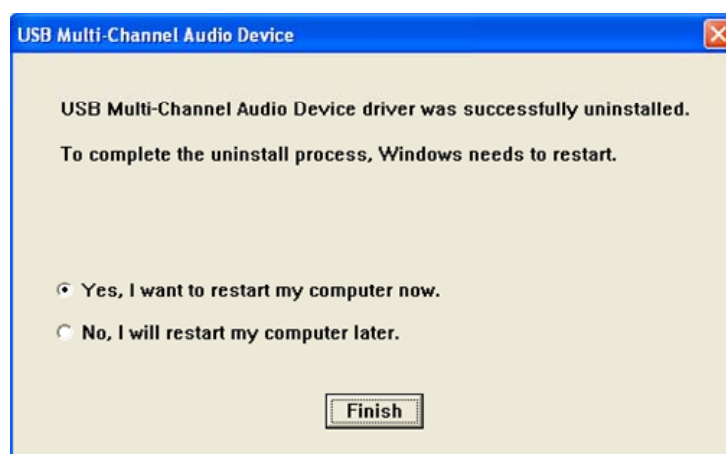 USB Multi-Channel Audio Device
USB Multi-Channel Audio Device driver was successfully uninstalled.
To complete the uninstall process, Windows needs to restart.
Yes, I want to restart my computer now.
No, I will restart my computer later.
Finish